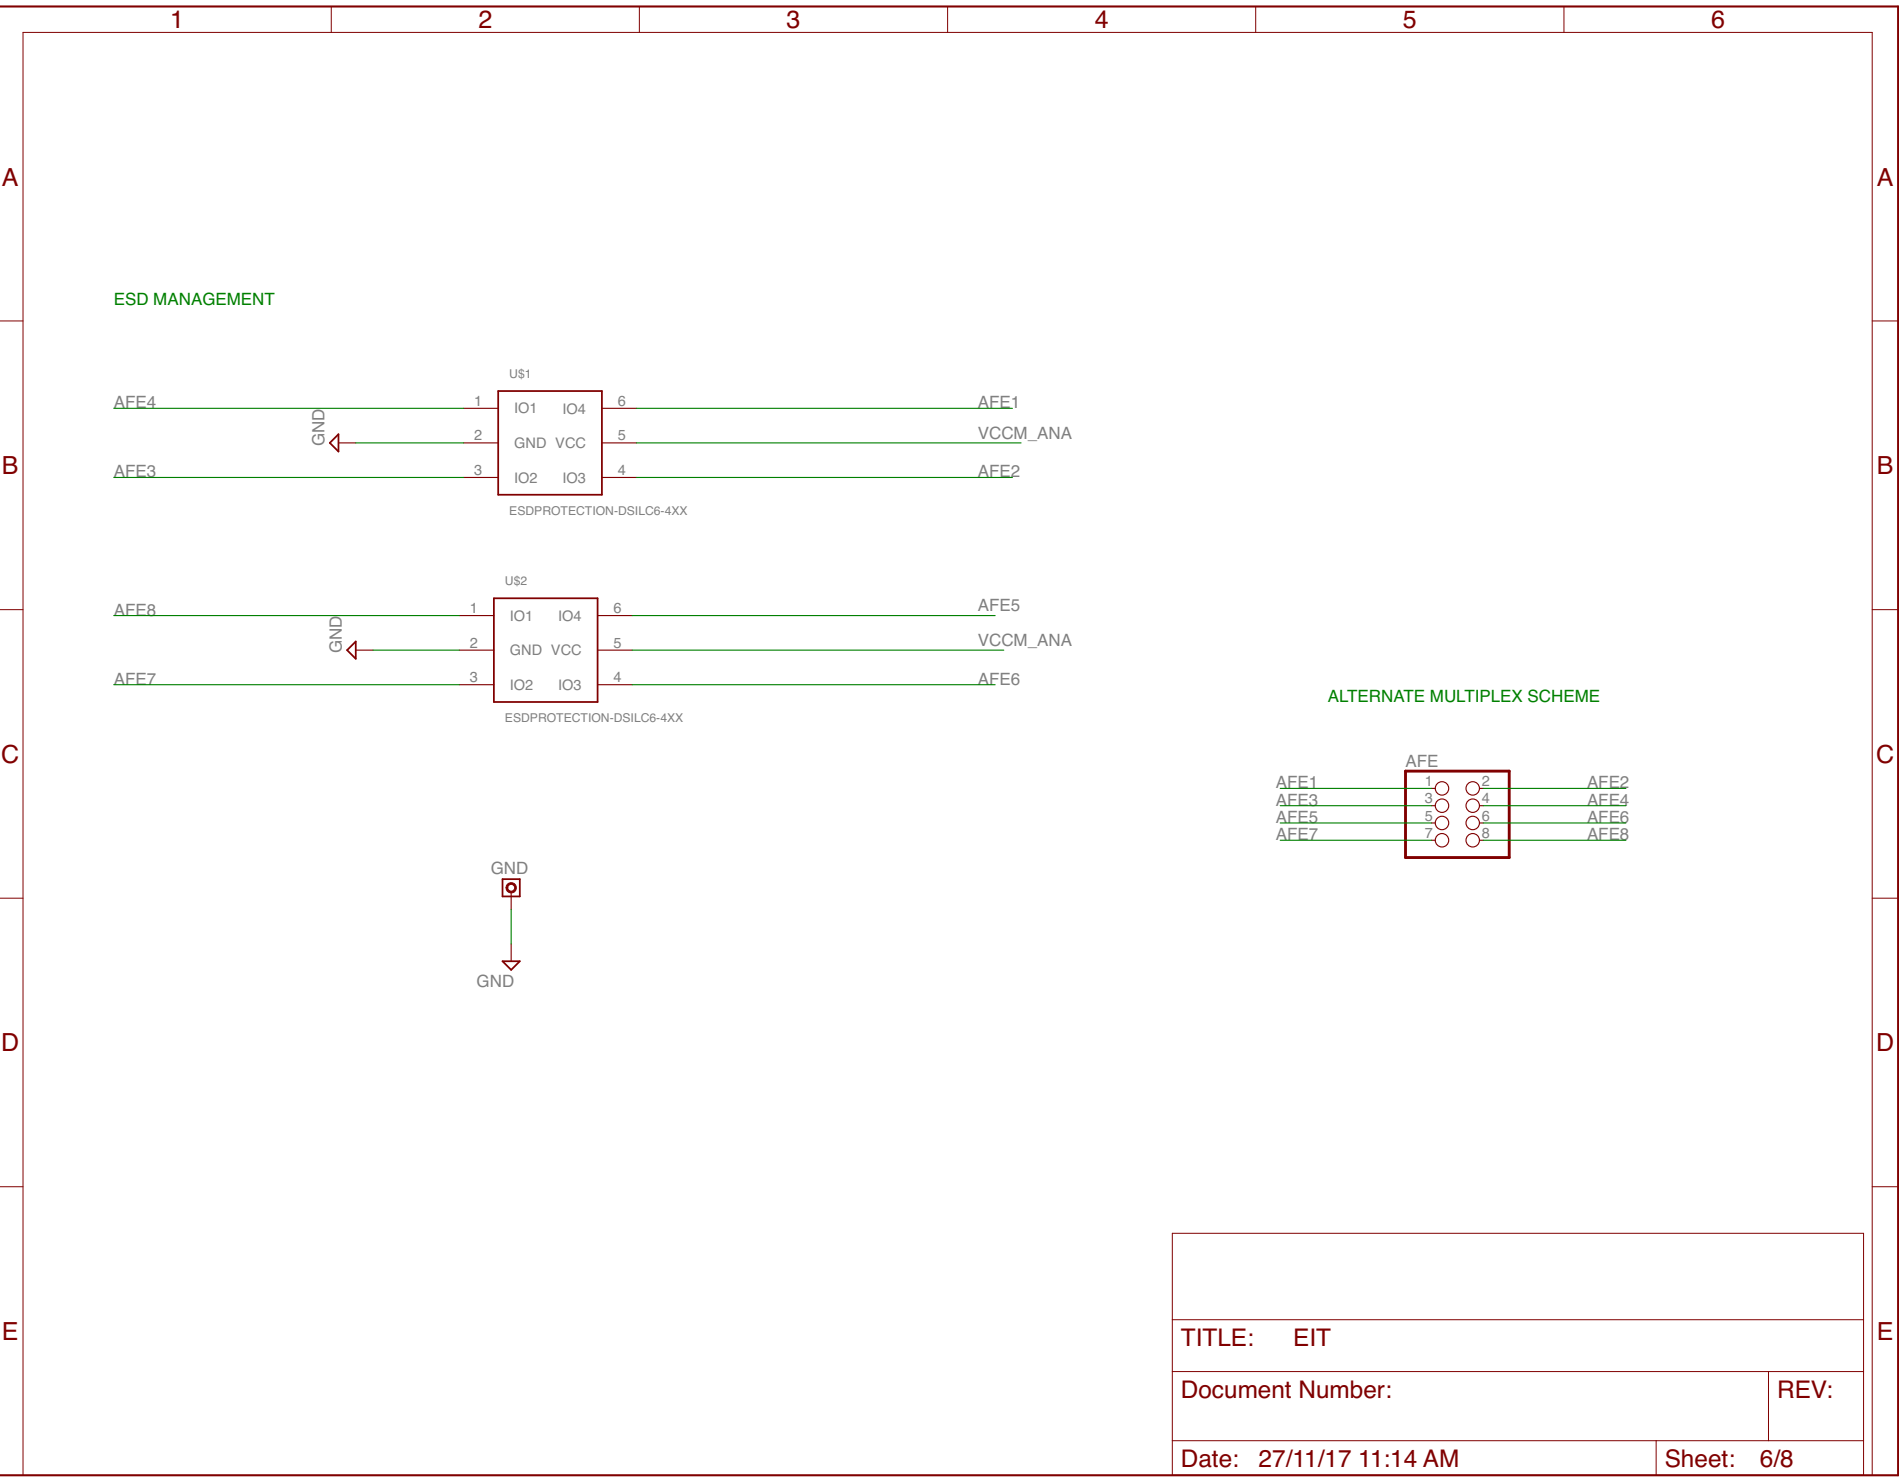 1 2 3 4 5 6
A A
ESD MANAGEMENT
U$1
AFE4 1 IO1 IO4 6 AFE1
GND 2 GND VCC 5 VCCM_ANA
B B
AFE3 3 IO2 IO3 4 AFE2
ESDPROTECTION-DSILC6-4XX
U$2
AFE8 1 IO1 IO4 6 AFE5
GND 2 GND VCC 5 VCCM_ANA
AFE7 3 IO2 IO3 4 AFE6
ESDPROTECTION-DSILC6-4XX
ALTERNATE MULTIPLEX SCHEME
C C
AFE
AFE1 1 2 AFE2
AFE3 3 4 AFE4
AFE5 5 6 AFE6
AFE7 7 8 AFE8
GND
GND
D D
E E
TITLE: EIT
Document Number: REV:
Date: 27/11/17 11:14 AM Sheet: 6/8